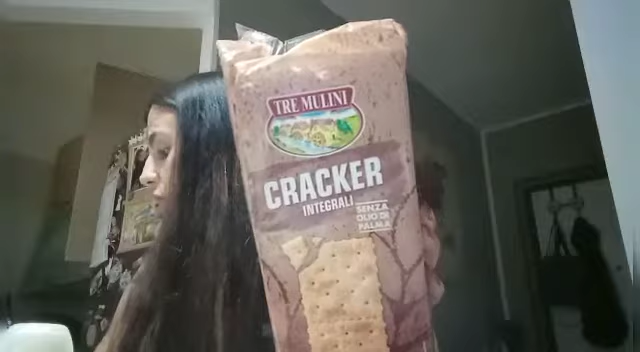 TRE MULINI
CRACKER
INTEGRALI
SENZA
OLIO DI
PALMA